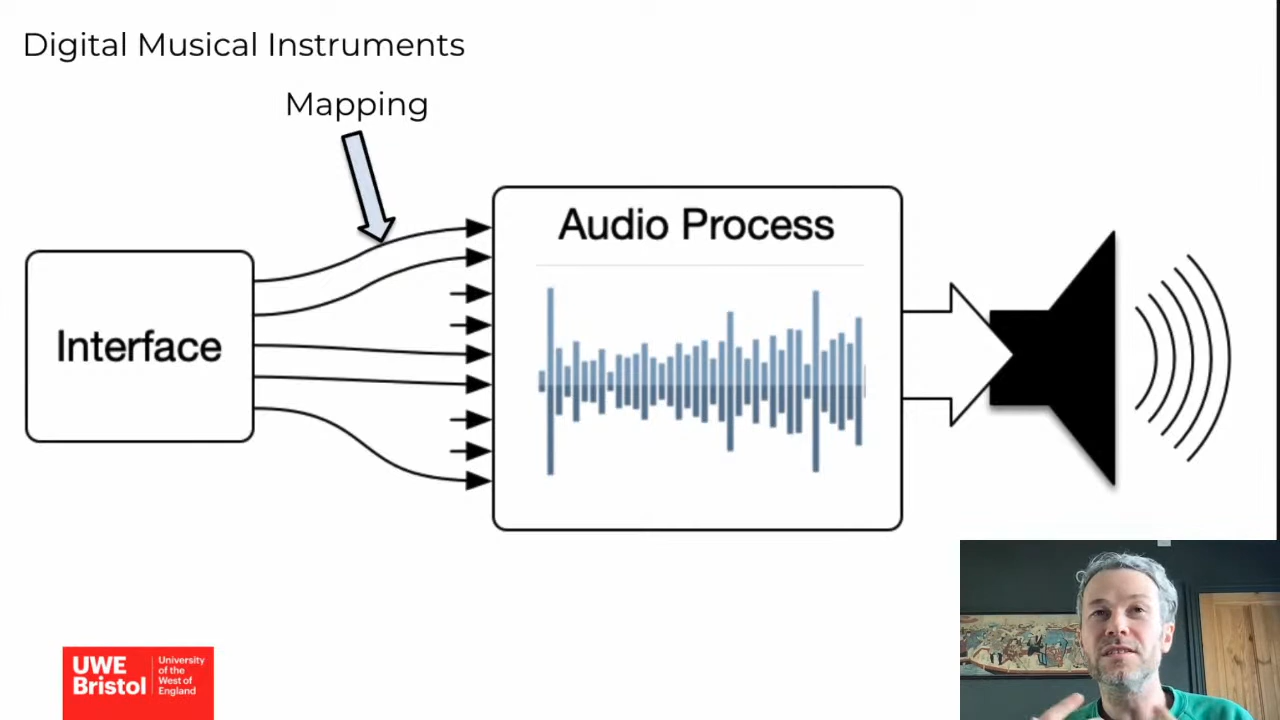 Digital Musical Instruments
Mapping
Audio Process
Interface
UWE
Bristol
University
of the
West of
England